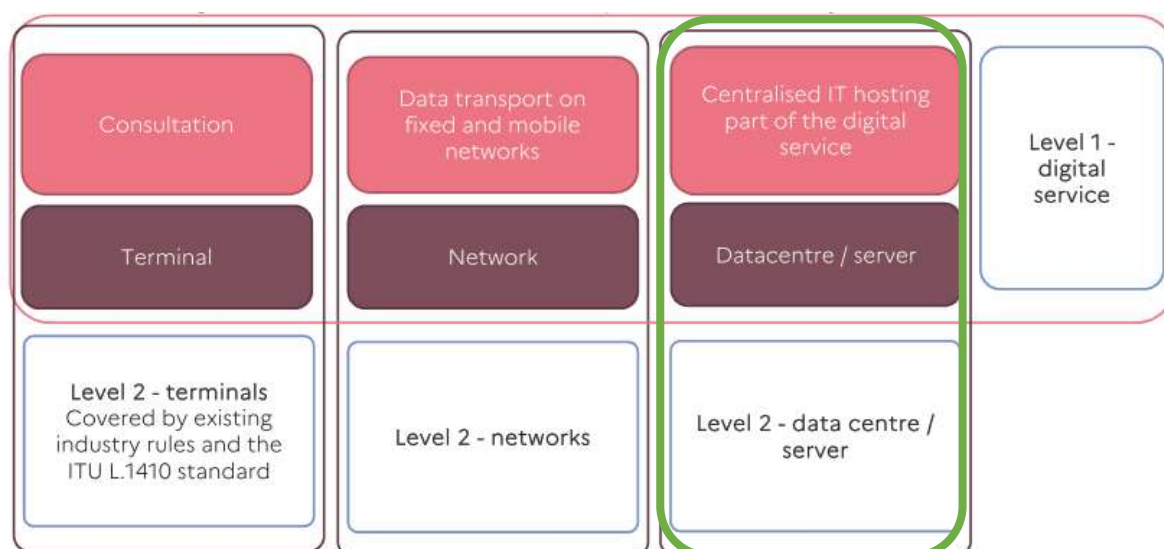 Consultation
Data transport on
fixed and mobile
networks
Centralised IT hosting
part of the digital
service
Level 1 -
digital
service
Terminal
Network
Datacentre / server
Level 2 - terminals
Covered by existing
industry rules and the
ITU L.1410 standard
Level 2 - networks
Level 2 - data centre /
server